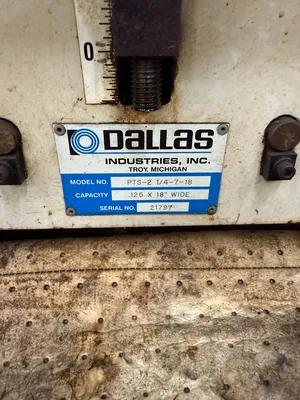 0
DALLAS
INDUSTRIES, INC.
TROY, MICHIGAN
MODEL NO. PTS-2 1/4-7-18
CAPACITY .125 X 18" WIDE
SERIAL NO. 21797